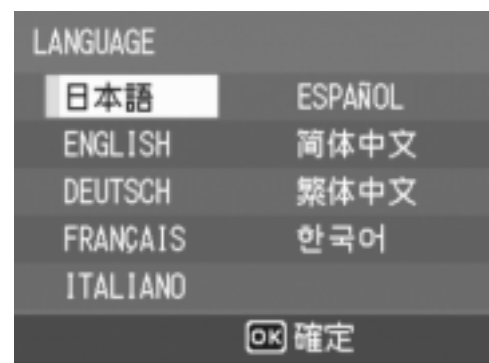 LANGUAGE
日本語
ENGLISH
DEUTSCH
FRANÇAIS
ITALIANO
ESPAÑOL
简体中文
繁体中文
한국어
OK 確定